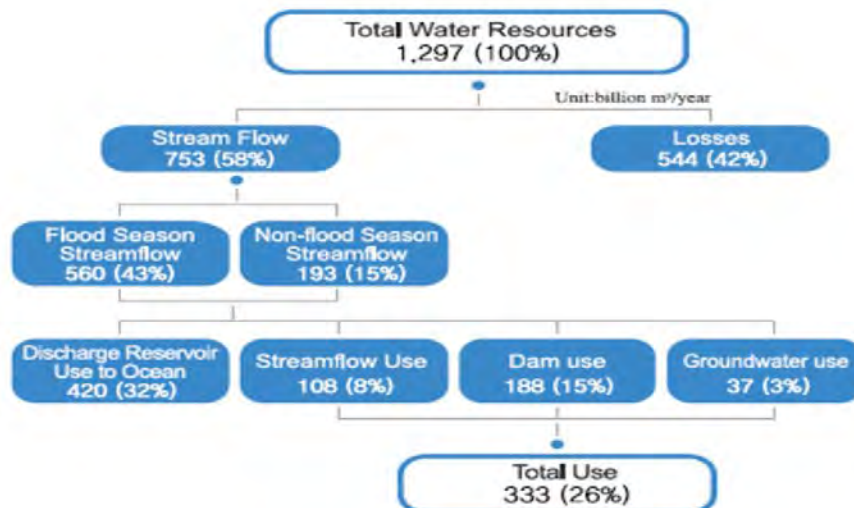 Total Water Resources
1,297 (100%)
Unit:billion m³/year
Stream Flow
753 (58%)
Losses
544 (42%)
Flood Season
Streamflow
560 (43%)
Non-flood Season
Streamflow
193 (15%)
Discharge Reservoir
Use to Ocean
420 (32%)
Streamflow Use
108 (8%)
Dam use
188 (15%)
Groundwater use
37 (3%)
Total Use
333 (26%)